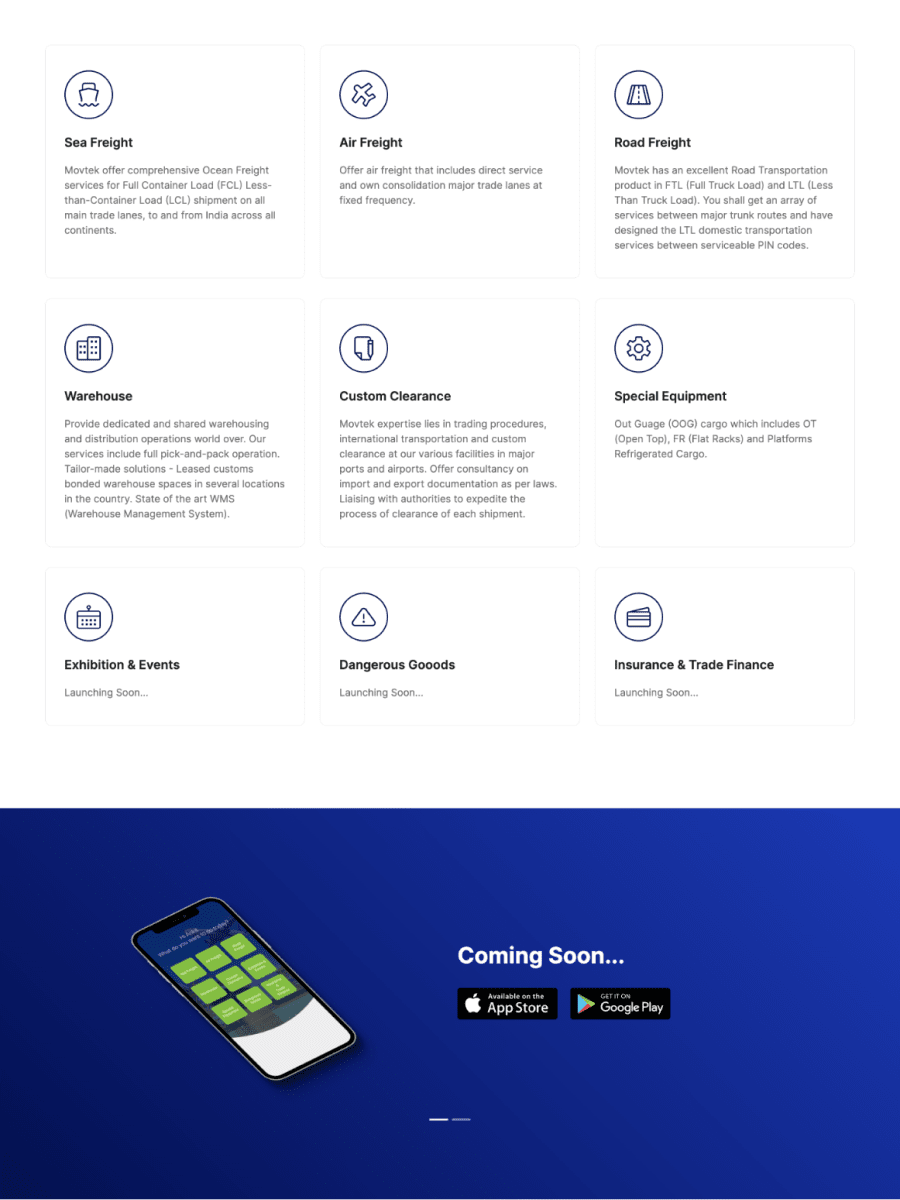 Sea Freight
Movtek offer comprehensive Ocean Freight
services for Full Container Load (FCL) Less-
than-Container Load (LCL) shipment on all
main trade lanes, to and from India across all
continents.
Air Freight
Offer air freight that includes direct service
and own consolidation major trade lanes at
fixed frequency.
Road Freight
Movtek has an excellent Road Transportation
product in FTL (Full Truck Load) and LTL (Less
Than Truck Load). You shall get an array of
services between major trunk routes and have
designed the LTL domestic transportation
services between serviceable PIN codes.
Warehouse
Provide dedicated and shared warehousing
and distribution operations world over. Our
services include full pick-and-pack operation.
Tailor-made solutions - Leased customs
bonded warehouse spaces in several locations
in the country. State of the art WMS
(Warehouse Management System).
Custom Clearance
Movtek expertise lies in trading procedures,
international transportation and custom
clearance at our various facilities in major
ports and airports. Offer consultancy on
import and export documentation as per laws.
Liaising with authorities to expedite the
process of clearance of each shipment.
Special Equipment
Out Guage (OOG) cargo which includes OT
(Open Top), FR (Flat Racks) and Platforms
Refrigerated Cargo.
Exhibition & Events
Launching Soon...
Dangerous Gooods
Launching Soon...
Insurance & Trade Finance
Launching Soon...
What do you want to do today?
Coming Soon...
Available on the
App Store
GET IT ON
Google Play